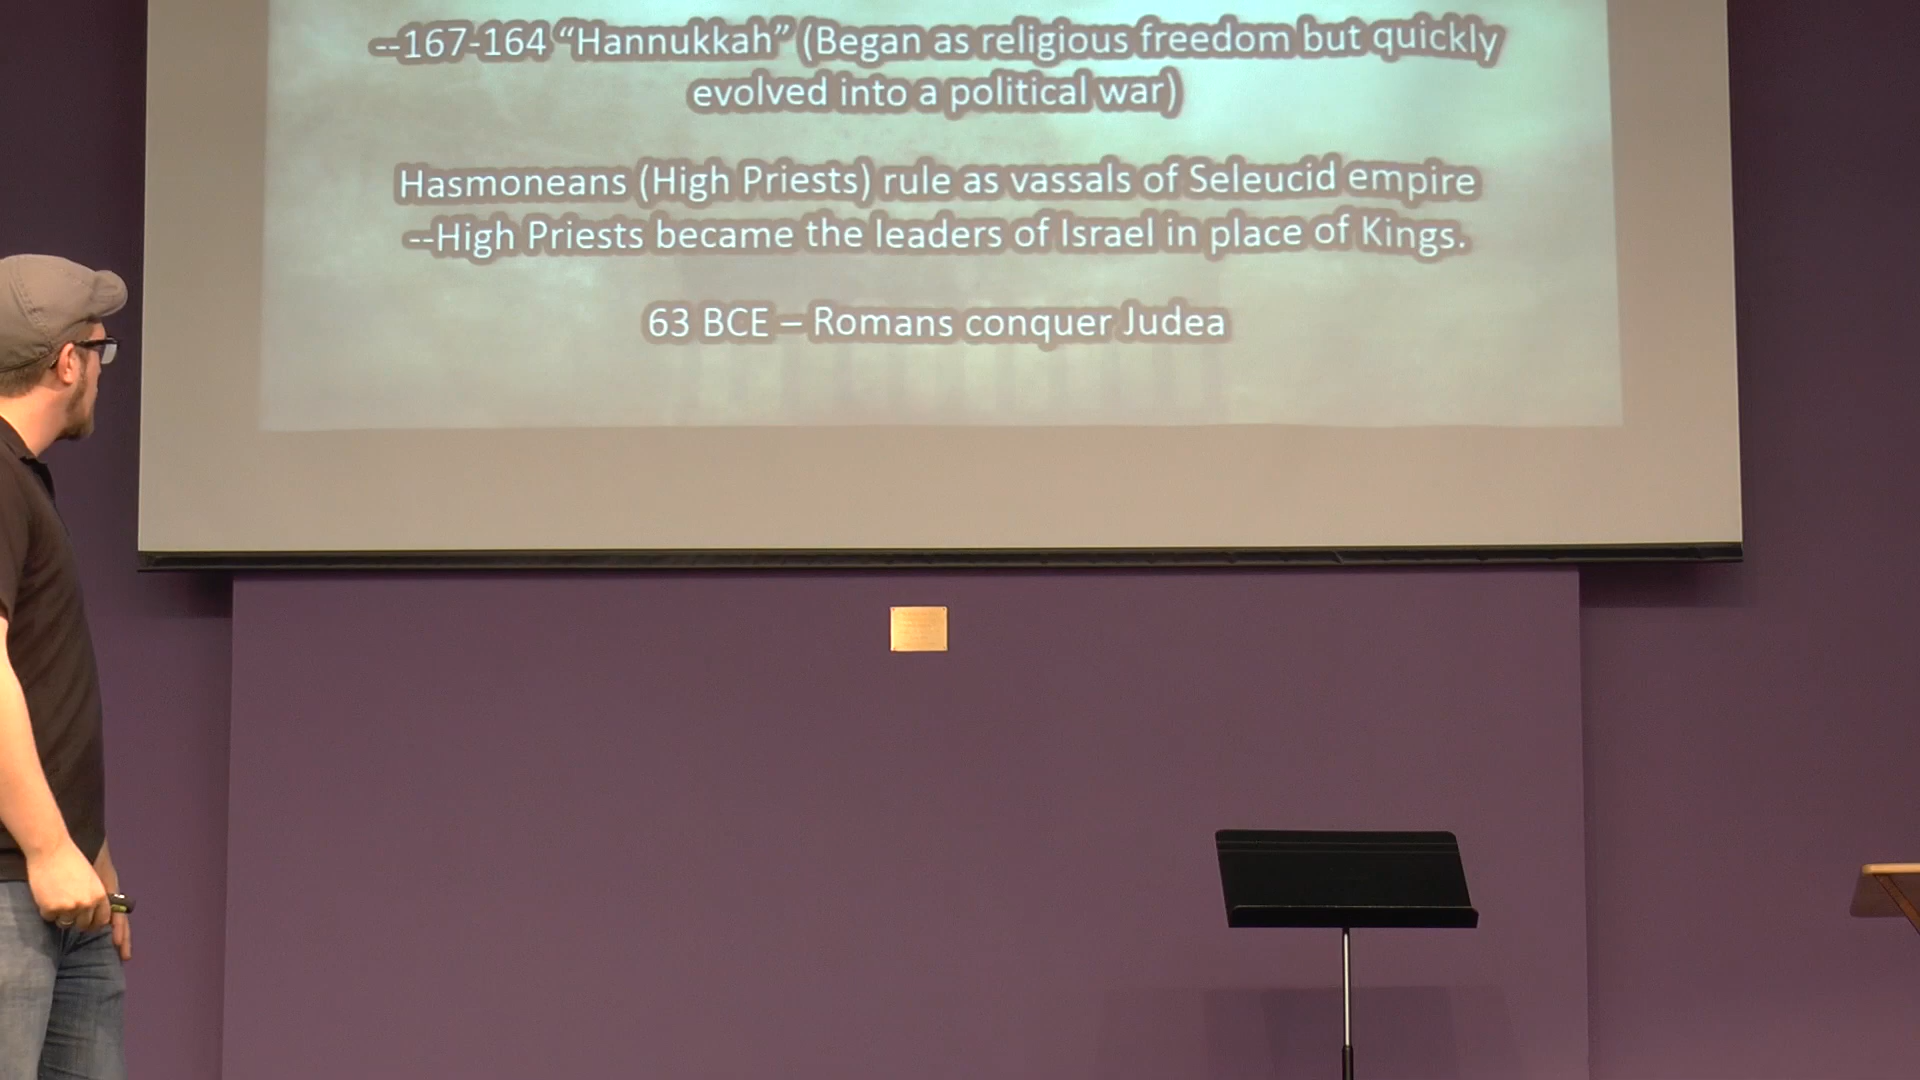 --167-164 “Hannukkah” (Began as religious freedom but quickly
evolved into a political war)
Hasmoneans (High Priests) rule as vassals of Seleucid empire
--High Priests became the leaders of Israel in place of Kings.
63 BCE – Romans conquer Judea